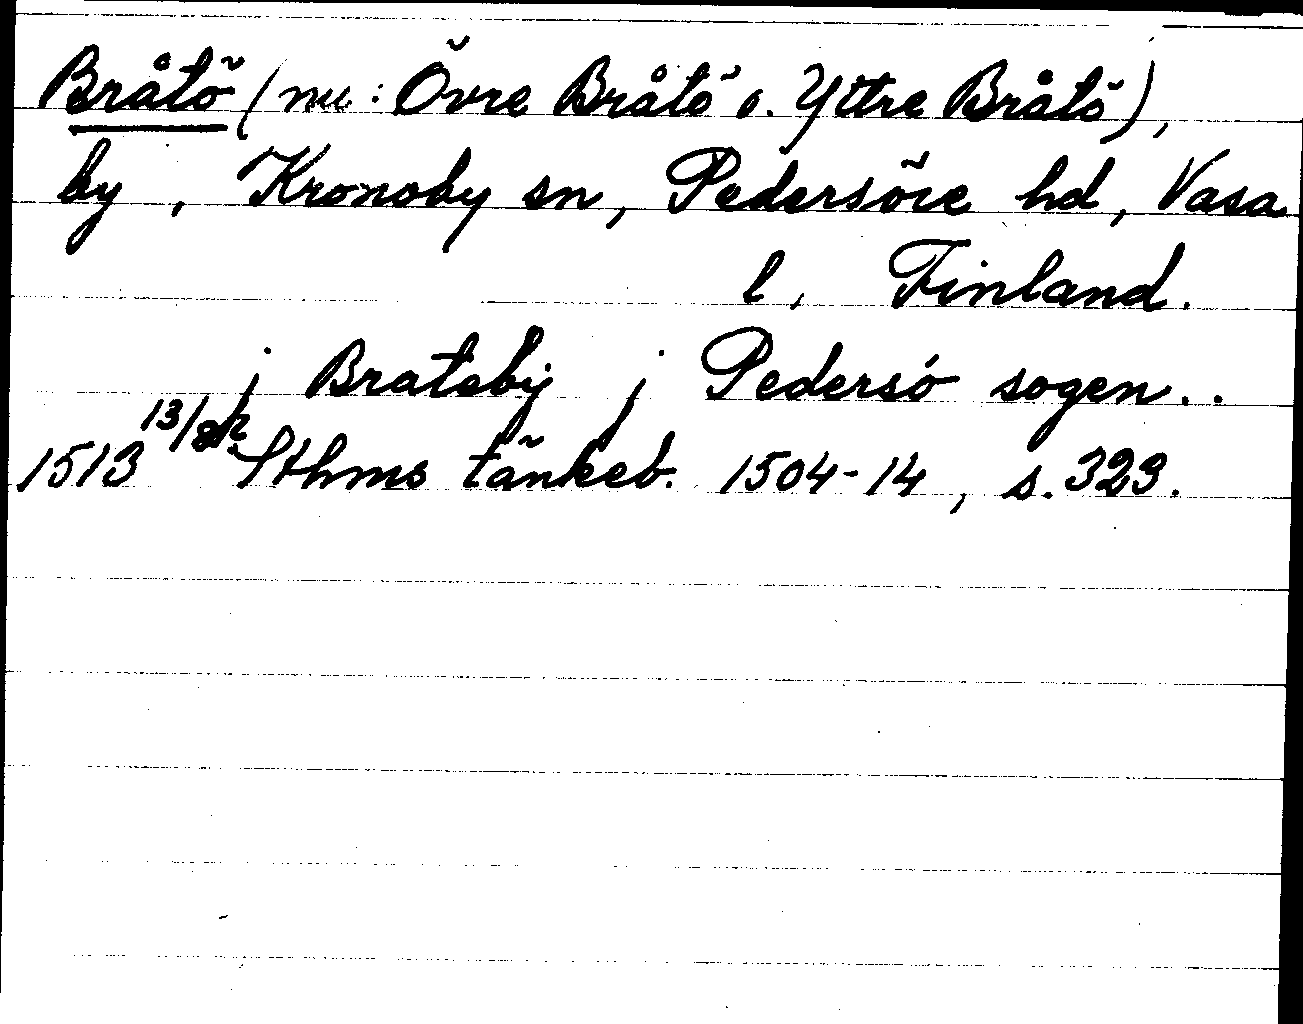 Bråtö (nu: Övre Bråtö o. Yttre Bråtö),
by, Kronoby sn, Pedersöre hd, Vasa
l, Finland.
j Brateby j Pedersö sogen..
1513 13/8 Sthms tänkeb. 1504-14, s. 323.